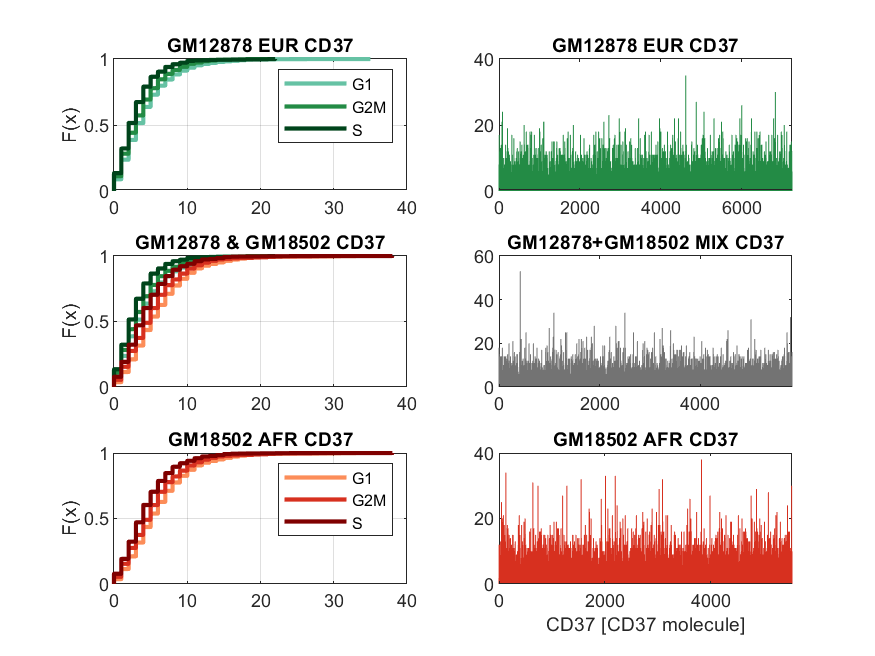 GM12878 EUR CD37
1
0.5
0
F(x)
0 10 20 30 40
G1
G2M
S
GM12878 EUR CD37
40
20
0
0 2000 4000 6000
GM12878 & GM18502 CD37
1
0.5
0
F(x)
0 10 20 30 40
GM12878+GM18502 MIX CD37
60
40
20
0
0 2000 4000
GM18502 AFR CD37
1
0.5
0
F(x)
0 10 20 30 40
G1
G2M
S
GM18502 AFR CD37
40
20
0
0 2000 4000
CD37 [CD37 molecule]